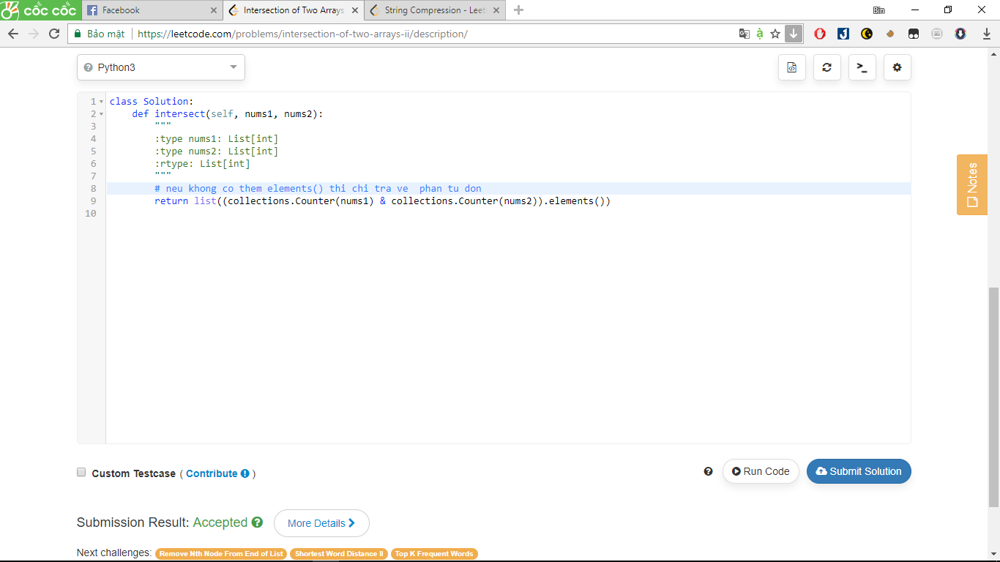 cốc cốc Facebook Intersection of Two Arrays String Compression - Leet Bin
Bảo mật https://leetcode.com/problems/intersection-of-two-arrays-ii/description/
Python3
1 class Solution:
2 def intersect(self, nums1, nums2):
3 """
4 :type nums1: List[int]
5 :type nums2: List[int]
6 :rtype: List[int]
7 """
8 # neu khong co them elements() thi chi tra ve  phan tu don
9 return list((collections.Counter(nums1) & collections.Counter(nums2)).elements())
10
Notes
Custom Testcase ( Contribute ) Run Code Submit Solution
Submission Result: Accepted More Details
Next challenges: Remove Nth Node From End of List Shortest Word Distance II Top K Frequent Words